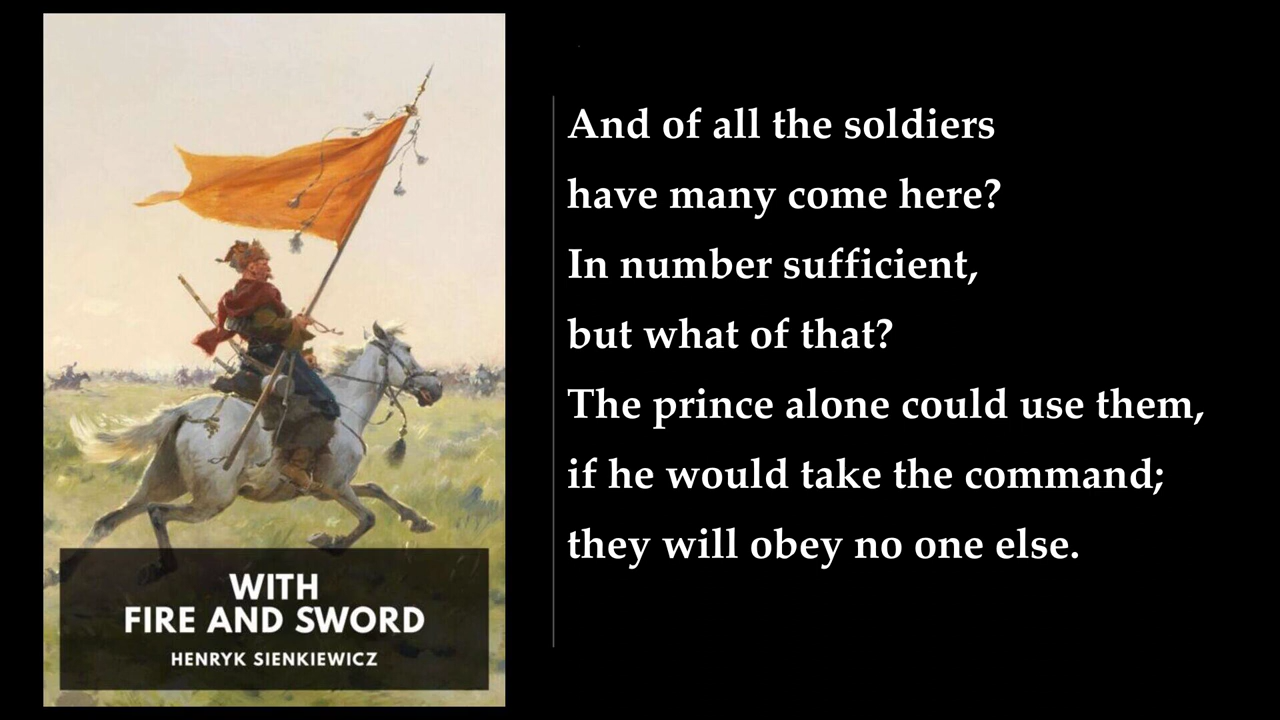 WITH
FIRE AND SWORD
HENRYK SIENKIEWICZ
And of all the soldiers
have many come here?
In number sufficient,
but what of that?
The prince alone could use them,
if he would take the command;
they will obey no one else.